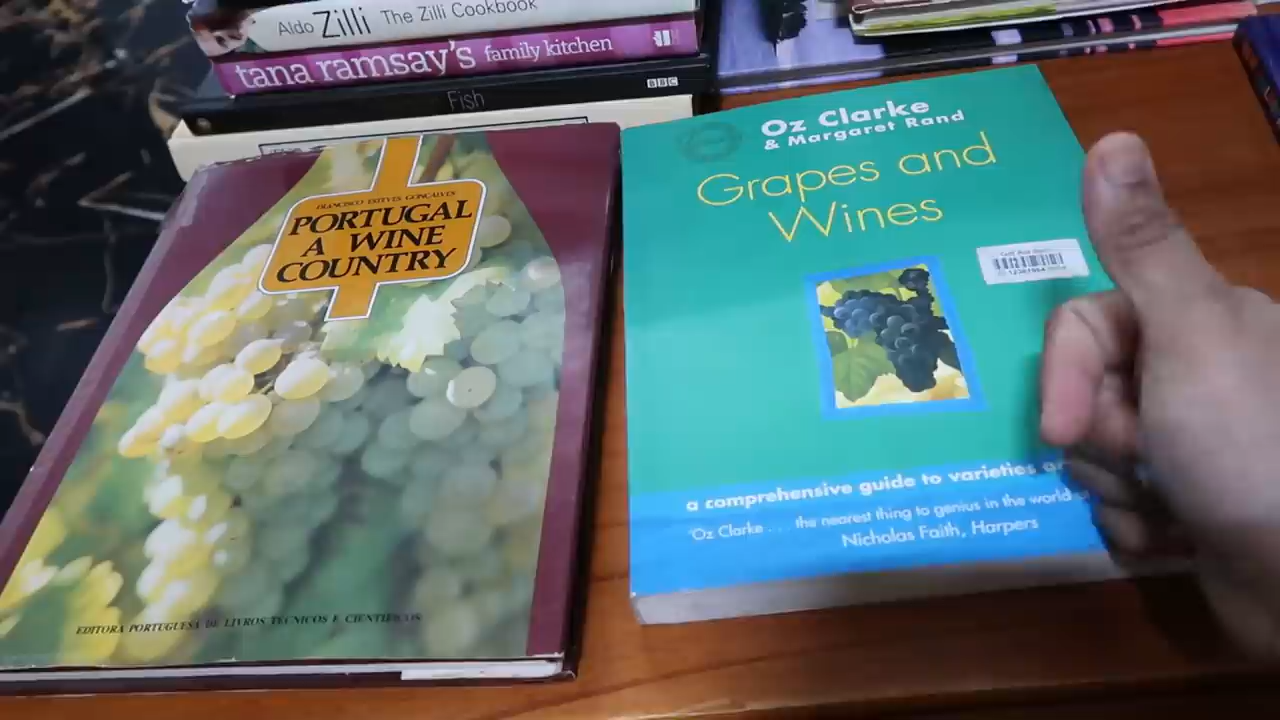 Aldo Zilli The Zilli Cookbook
tana ramsay's family kitchen
Fish
BBC
FRANCISCO ESTEVES GONÇALVES
PORTUGAL
A WINE
COUNTRY
EDITORA PORTUGUESA DE LIVROS TÉCNICOS E CIENTÍFICOS
Oz Clarke
& Margaret Rand
Grapes and
Wines
a comprehensive guide to varieties
'Oz Clarke . . . the nearest thing to genius in the world
Nicholas Faith, Harpers